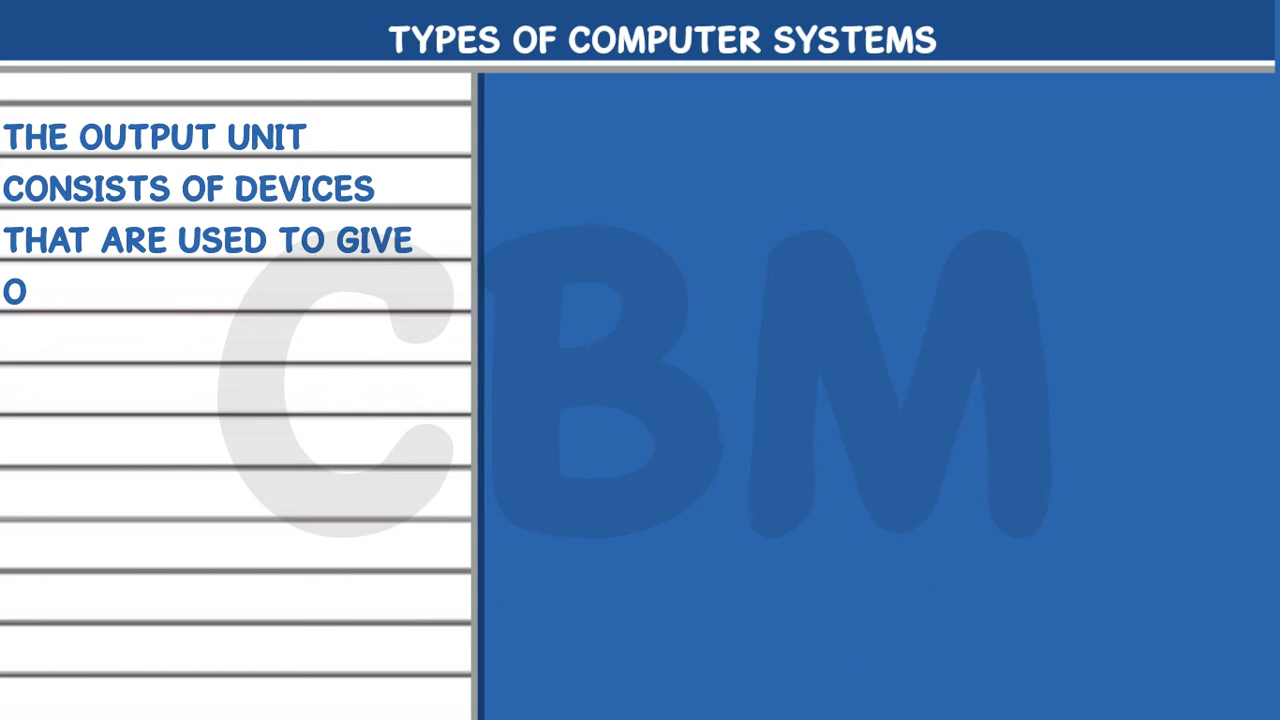 TYPES OF COMPUTER SYSTEMS
THE OUTPUT UNIT
CONSISTS OF DEVICES
THAT ARE USED TO GIVE
O
CBM